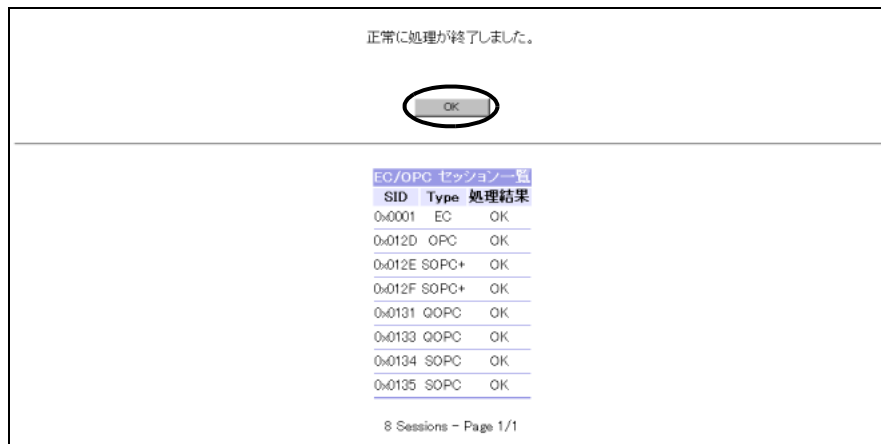 正常に処理が終了しました。
OK
EC/OPC セッション一覧
SID Type 処理結果
0x0001 EC OK
0x012D OPC OK
0x012E SOPC+ OK
0x012F SOPC+ OK
0x0131 QOPC OK
0x0133 QOPC OK
0x0134 SOPC OK
0x0135 SOPC OK
8 Sessions - Page 1/1